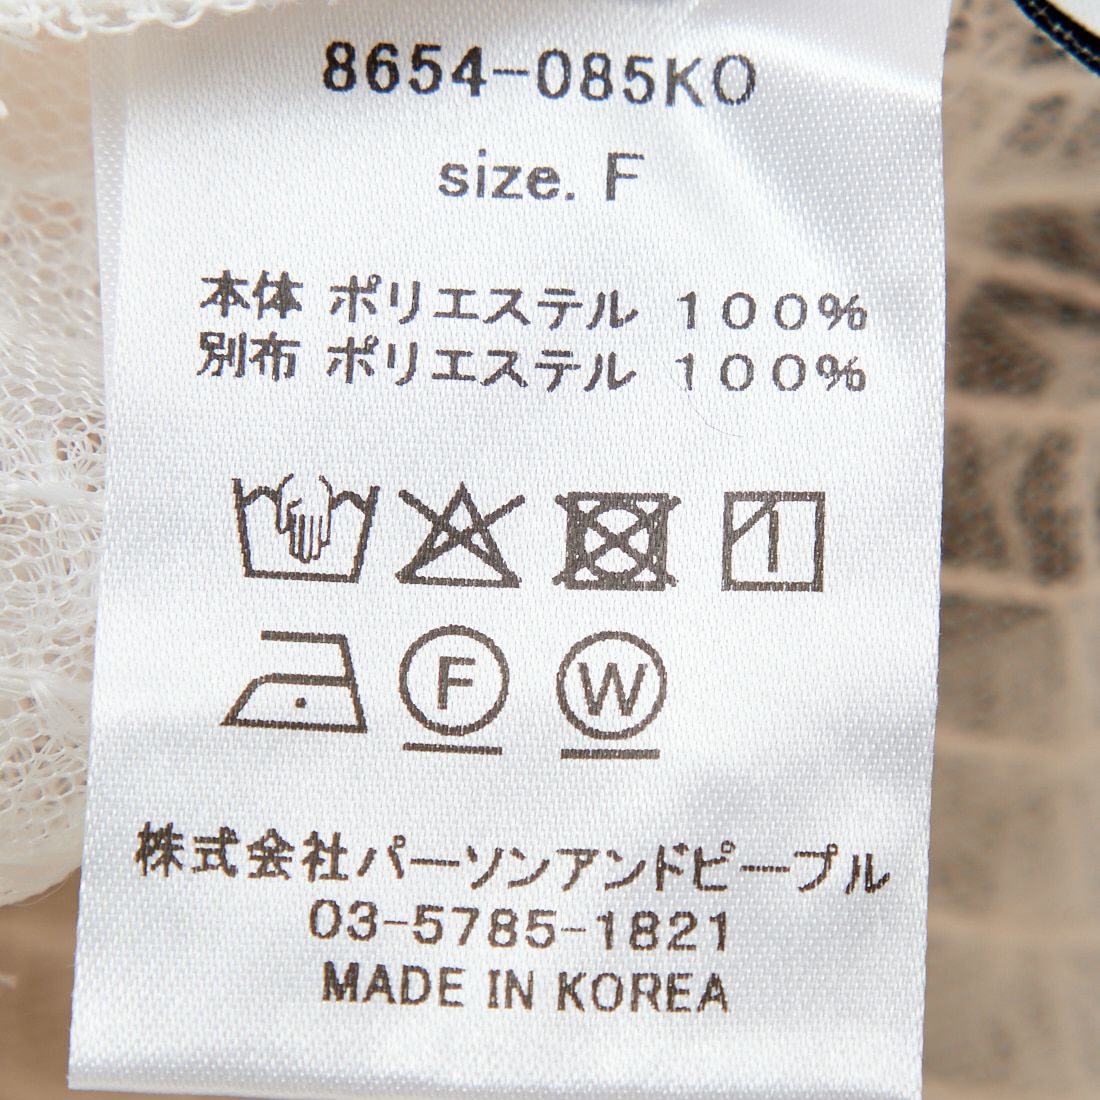 8654-085KO
size. F
本体 ポリエステル 100%
別布 ポリエステル 100%
F W
株式会社パーソンアンドピープル
03-5785-1821
MADE IN KOREA